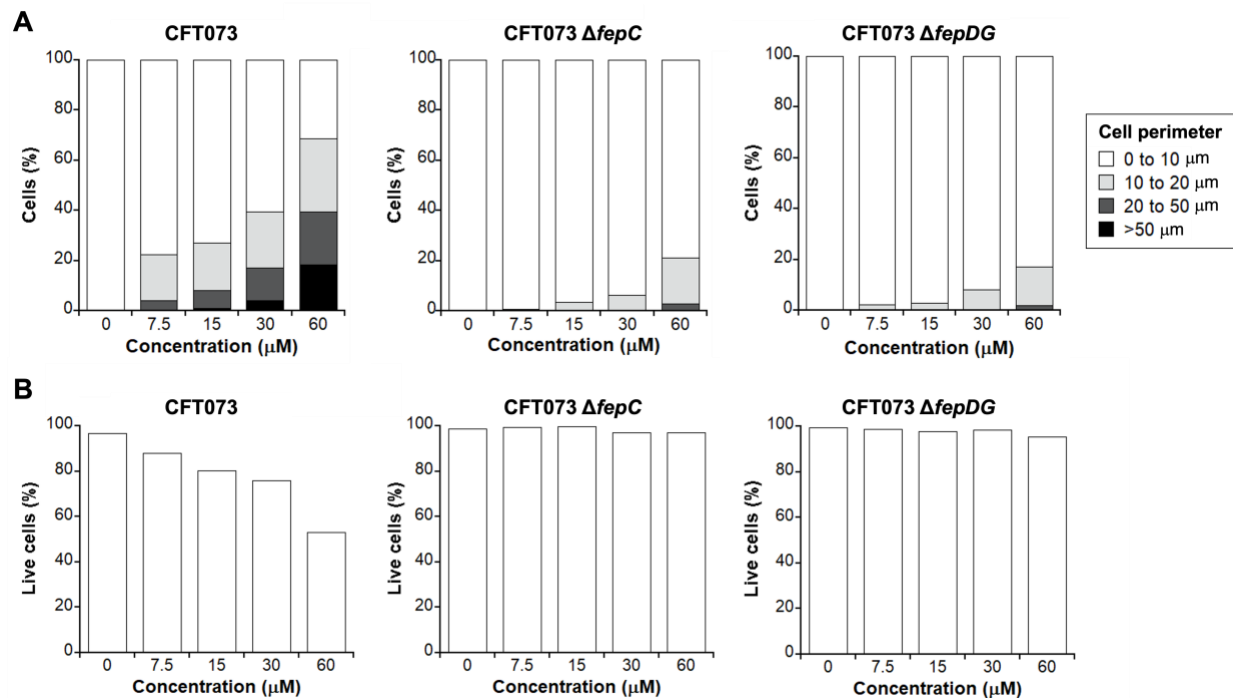 A
CFT073
CFT073 ΔfepC
CFT073 ΔfepDG
100
80
60
40
20
0
Cells (%)
0 7.5 15 30 60
Concentration (μM)
100
80
60
40
20
0
Cells (%)
0 7.5 15 30 60
Concentration (μM)
100
80
60
40
20
0
Cells (%)
0 7.5 15 30 60
Concentration (μM)
Cell perimeter
0 to 10 μm
10 to 20 μm
20 to 50 μm
>50 μm
B
CFT073
CFT073 ΔfepC
CFT073 ΔfepDG
100
80
60
40
20
0
Live cells (%)
0 7.5 15 30 60
Concentration (μM)
100
80
60
40
20
0
Live cells (%)
0 7.5 15 30 60
Concentration (μM)
100
80
60
40
20
0
Live cells (%)
0 7.5 15 30 60
Concentration (μM)